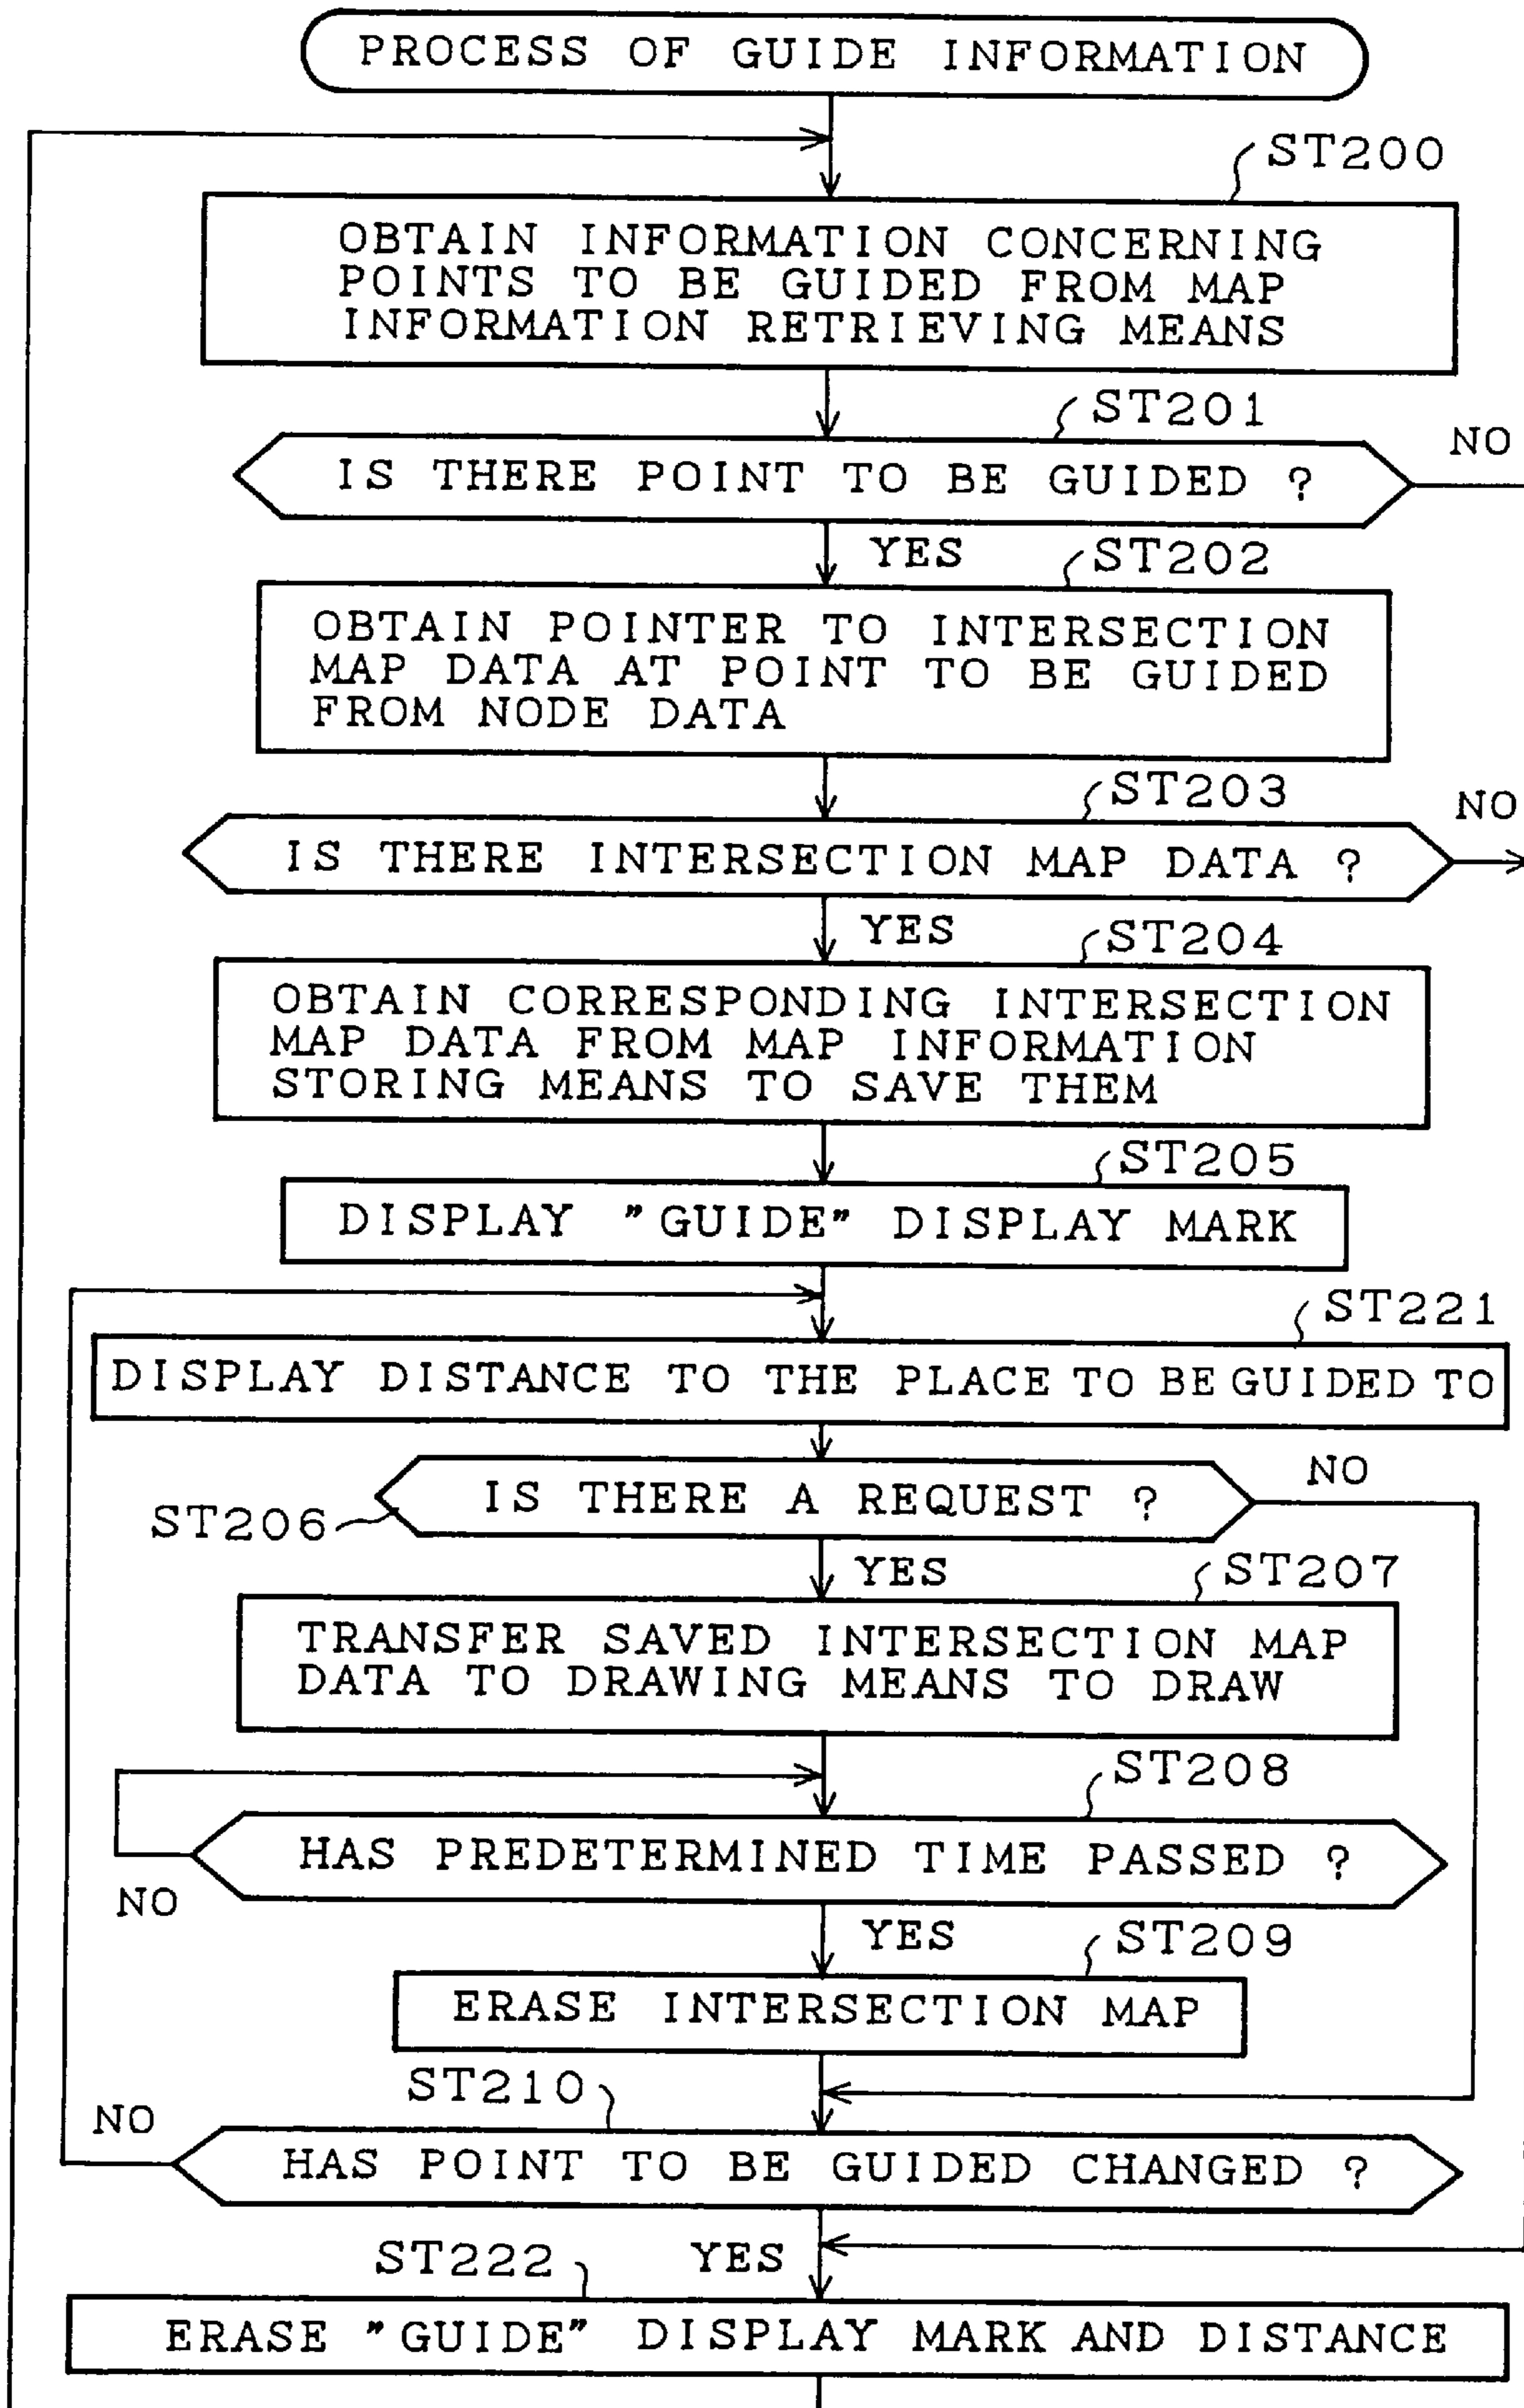 PROCESS OF GUIDE INFORMATION
ST200
OBTAIN INFORMATION CONCERNING
POINTS TO BE GUIDED FROM MAP
INFORMATION RETRIEVING MEANS
ST201
NO
IS THERE POINT TO BE GUIDED ?
YES
ST202
OBTAIN POINTER TO INTERSECTION
MAP DATA AT POINT TO BE GUIDED
FROM NODE DATA
ST203
NO
IS THERE INTERSECTION MAP DATA ?
YES
ST204
OBTAIN CORRESPONDING INTERSECTION
MAP DATA FROM MAP INFORMATION
STORING MEANS TO SAVE THEM
ST205
DISPLAY "GUIDE" DISPLAY MARK
ST221
DISPLAY DISTANCE TO THE PLACE TO BE GUIDED TO
NO
IS THERE A REQUEST ?
ST206
YES
ST207
TRANSFER SAVED INTERSECTION MAP
DATA TO DRAWING MEANS TO DRAW
ST208
HAS PREDETERMINED TIME PASSED ?
NO
YES
ST209
ERASE INTERSECTION MAP
ST210
NO
HAS POINT TO BE GUIDED CHANGED ?
ST222
YES
ERASE "GUIDE" DISPLAY MARK AND DISTANCE